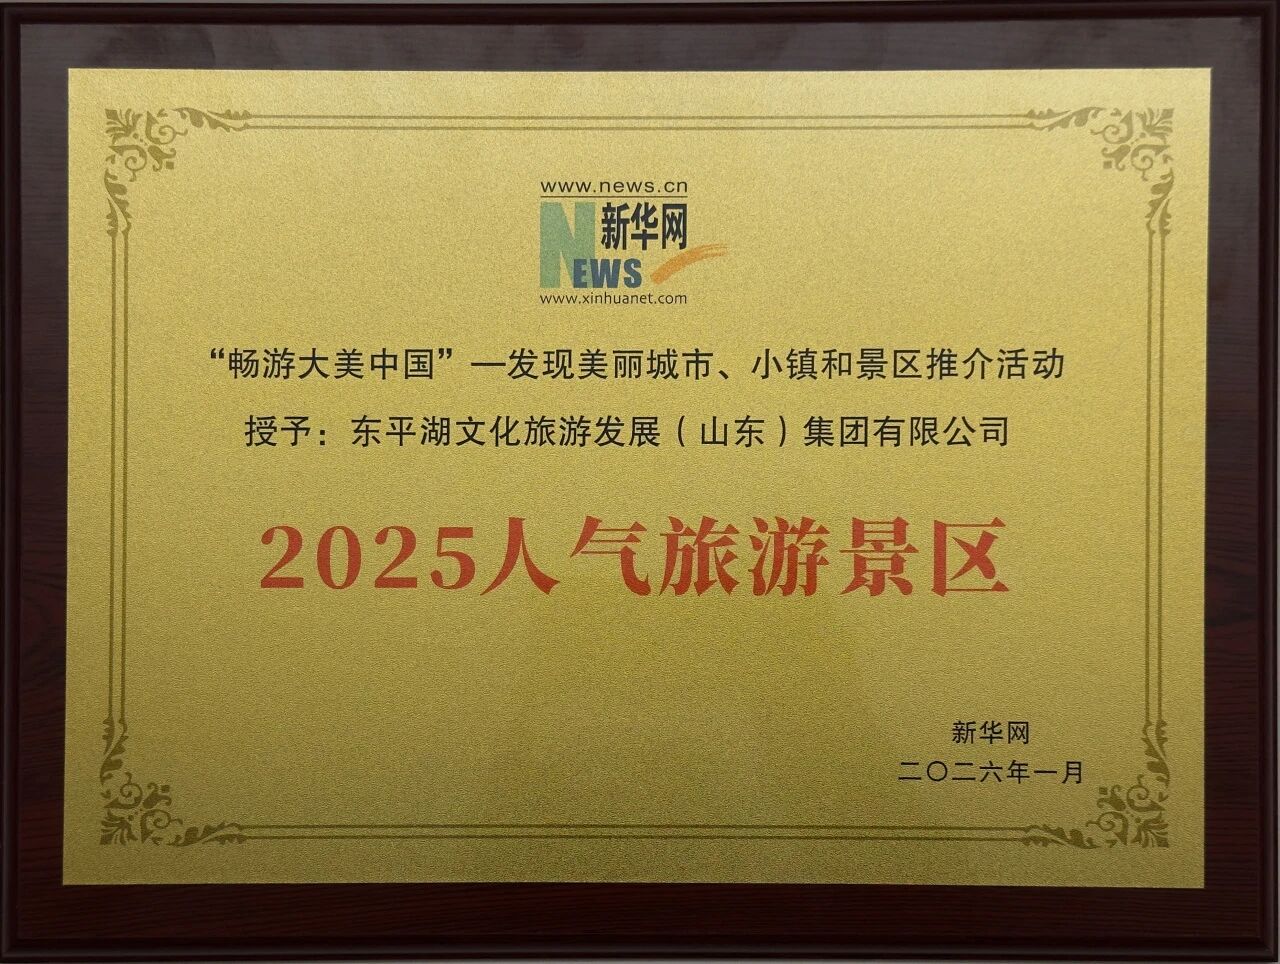 www.news.cn
新华网
NEWS
www.xinhuanet.com
“畅游大美中国”—发现美丽城市、小镇和景区推介活动
授予：东平湖文化旅游发展（山东）集团有限公司
2025人气旅游景区
新华网
二〇二六年一月